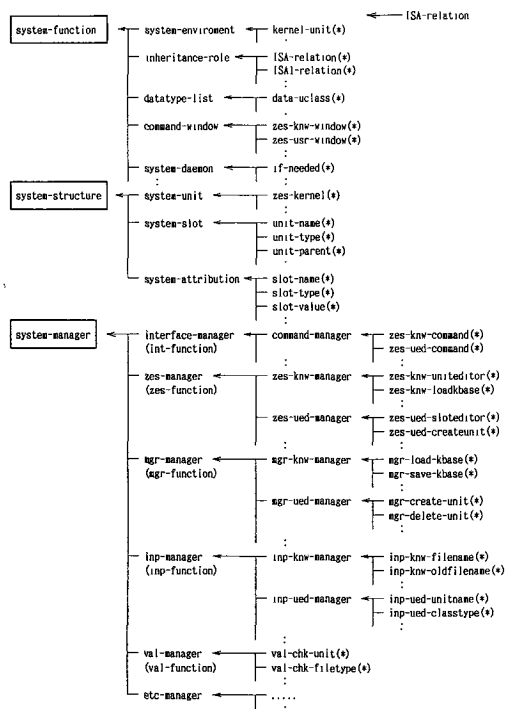 ISA-relation
system-function system-enviroment kernel-unit(*)
inheritance-role ISA-relation(*)
ISA1-relation(*)
datatype-list data-uclass(*)
command-window zes-knw-window(*)
zes-usr-window(*)
system-daemon if-needed(*)
system-structure system-unit zes-kernel(*)
system-slot unit-name(*)
unit-type(*)
unit-parent(*)
system-attribution slot-name(*)
slot-type(*)
slot-value(*)
system-manager interface-manager command-manager zes-knw-command(*)
(int-function) zes-ued-command(*)
zes-manager zes-knw-manager zes-knw-uniteditor(*)
(zes-function) zes-knw-loadkbase(*)
zes-ued-manager zes-ued-sloteditor(*)
zes-ued-createunit(*)
mgr-manager mgr-knw-manager mgr-load-kbase(*)
(mgr-function) mgr-save-kbase(*)
mgr-ued-manager mgr-create-unit(*)
mgr-delete-unit(*)
inp-manager inp-knw-manager inp-knw-filename(*)
(inp-function) inp-knw-oldfilename(*)
inp-ued-manager inp-ued-unitname(*)
inp-ued-classtype(*)
val-manager val-chk-unit(*)
(val-function) val-chk-filetype(*)
etc-manager .....